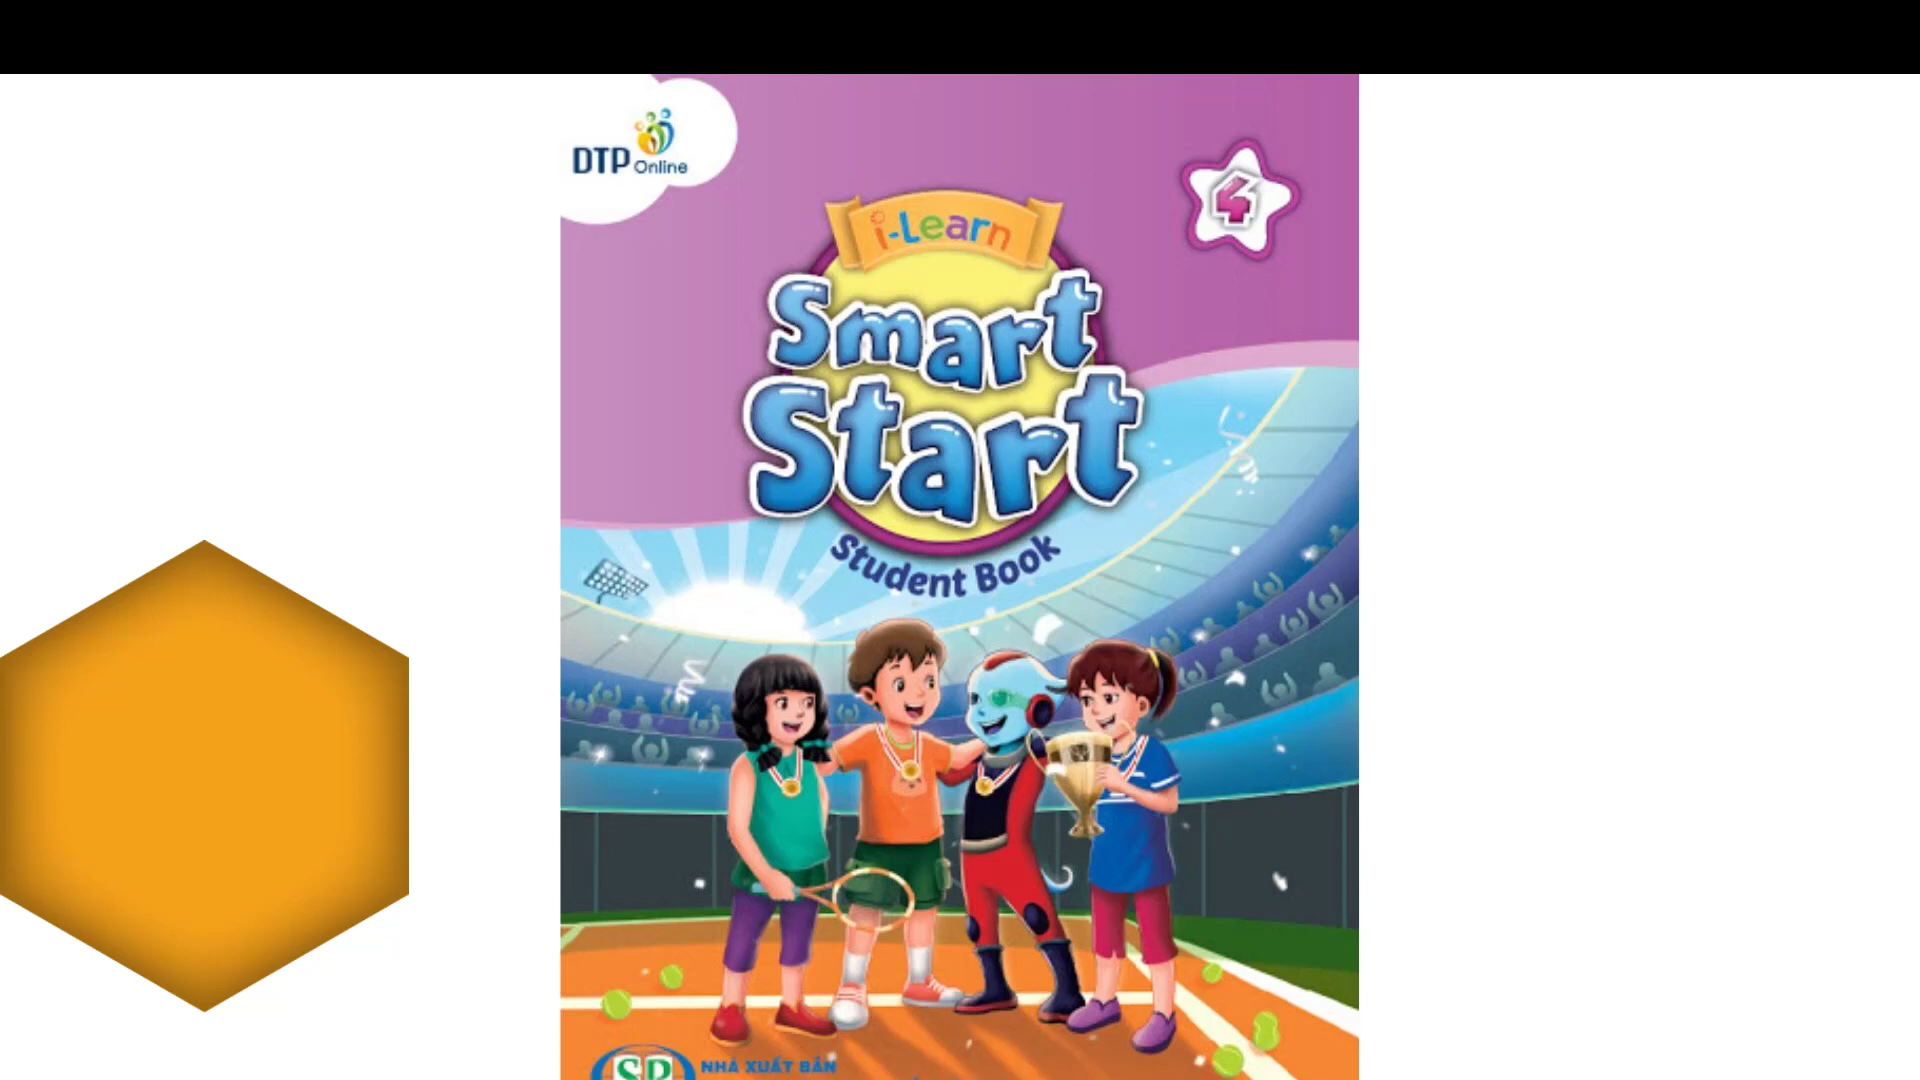 DTP Online
4
i-Learn
Smart
Start
Student Book
SP
NHÀ XUẤT BẢN